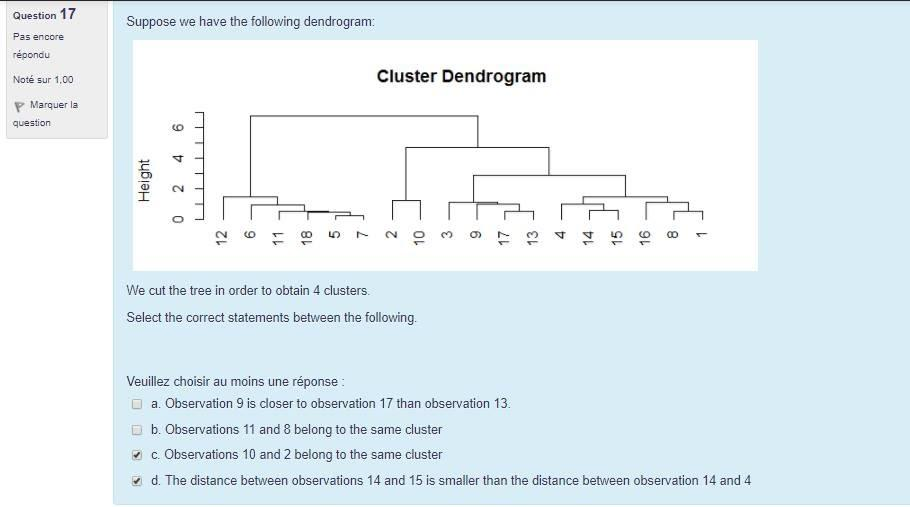 Question 17
Pas encore
répondu
Noté sur 1,00
Marquer la
question
Suppose we have the following dendrogram:
Cluster Dendrogram
Height
0 2 4 6
12 6 11 18 5 7 2 10 3 9 17 13 4 14 15 16 8 1
We cut the tree in order to obtain 4 clusters.
Select the correct statements between the following.
Veuillez choisir au moins une réponse :
a. Observation 9 is closer to observation 17 than observation 13.
b. Observations 11 and 8 belong to the same cluster
c. Observations 10 and 2 belong to the same cluster
d. The distance between observations 14 and 15 is smaller than the distance between observation 14 and 4